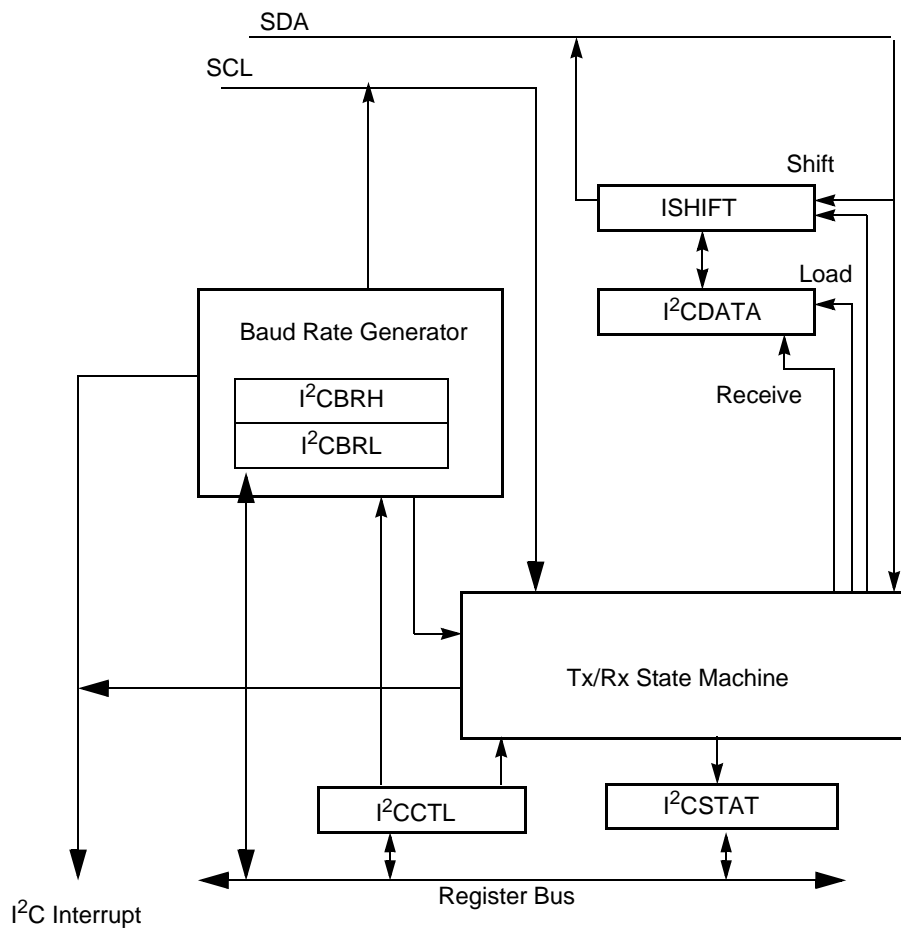 SDA
SCL
Shift
ISHIFT
Load
I²CDATA
Baud Rate Generator
I²CBRH
Receive
I²CBRL
Tx/Rx State Machine
I²CCTL
I²CSTAT
Register Bus
I²C Interrupt